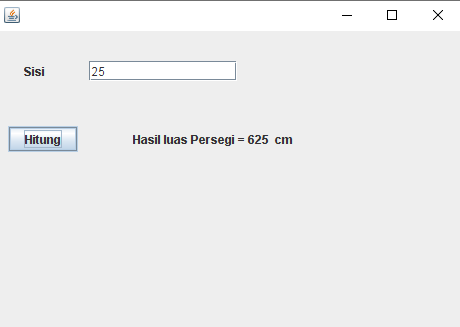 Sisi 25
Hitung Hasil luas Persegi = 625 cm